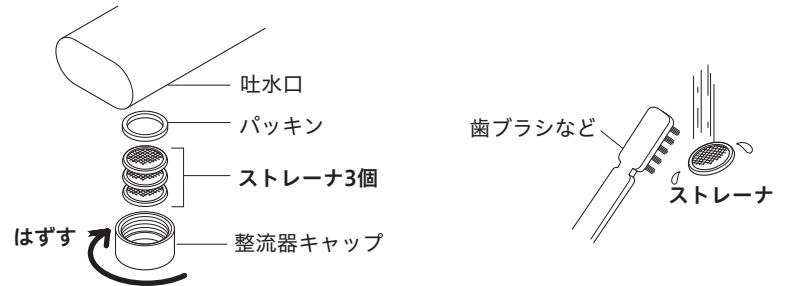 吐水口
パッキン
ストレーナ3個
はずす
整流器キャップ
歯ブラシなど
ストレーナ